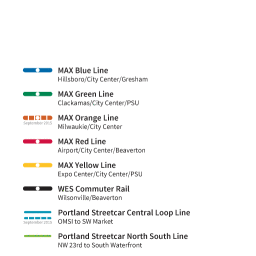 MAX Blue Line
Hillsboro/City Center/Gresham
MAX Green Line
Clackamas/City Center/PSU
MAX Orange Line
Milwaukie/City Center
september 2015
MAX Red Line
Airport/City Center/Beaverton
MAX Yellow Line
Expo Center/City Center/PSU
WES Commuter Rail
Wilsonville/Beaverton
Portland Streetcar Central Loop Line
OMSI to SW Market
september 2015
Portland Streetcar North South Line
NW 23rd to South Waterfront